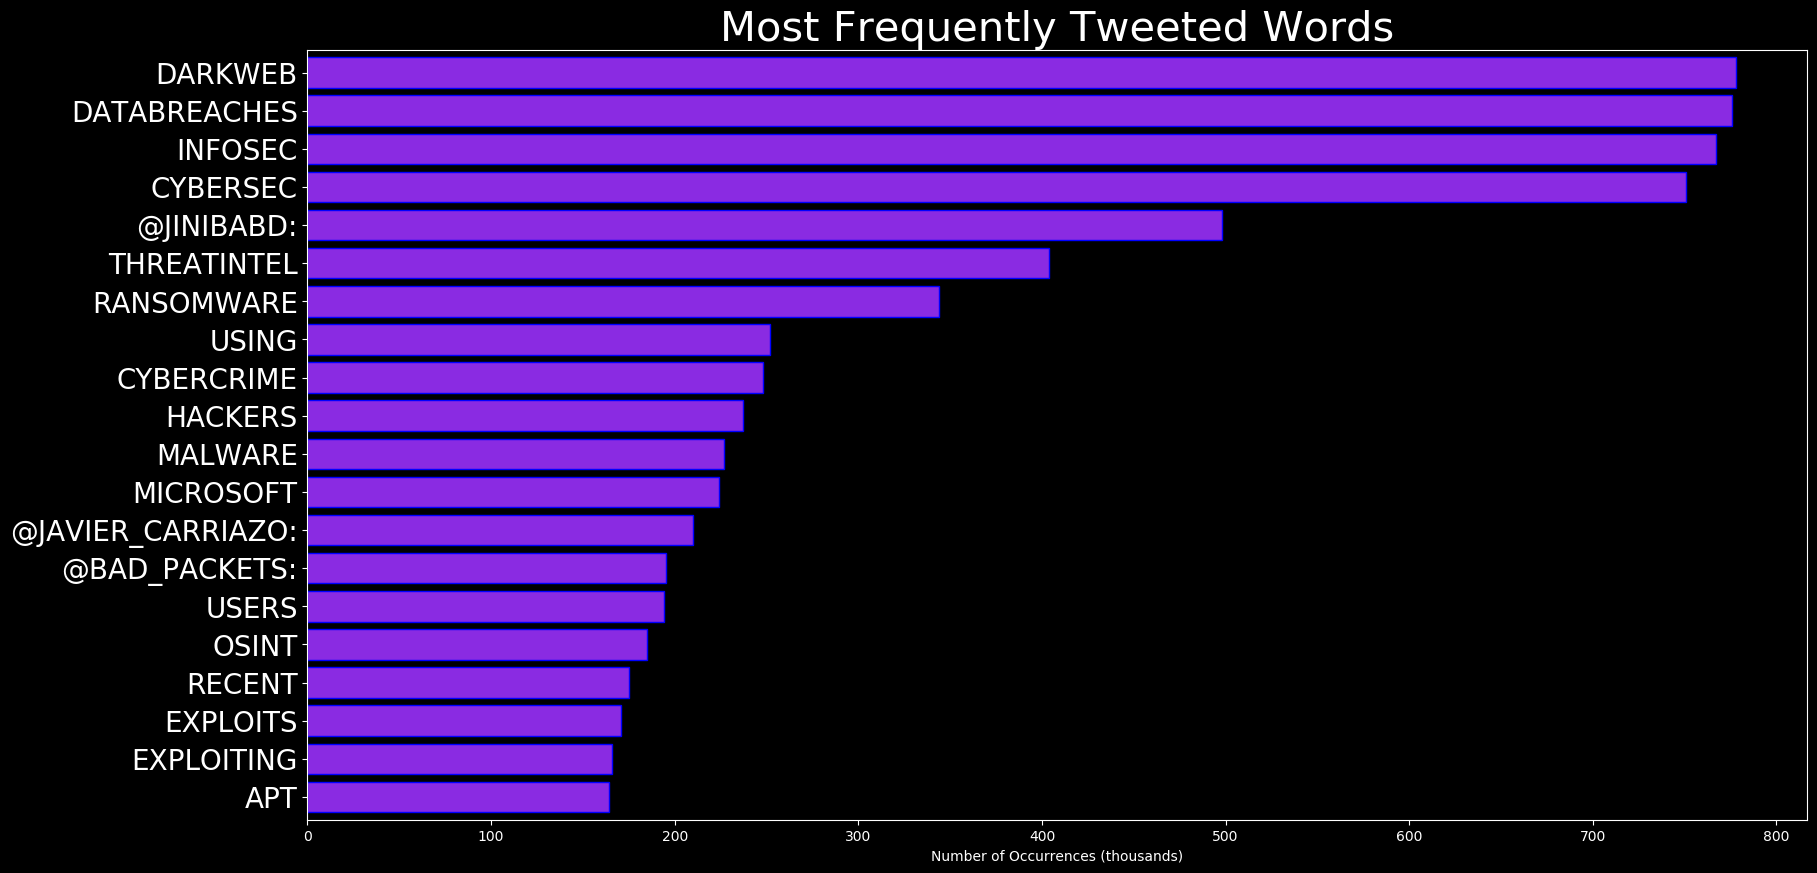 Most Frequently Tweeted Words
DARKWEB
DATABREACHES
INFOSEC
CYBERSEC
@JINIBABD:
THREATINTEL
RANSOMWARE
USING
CYBERCRIME
HACKERS
MALWARE
MICROSOFT
@JAVIER_CARRIAZO:
@BAD_PACKETS:
USERS
OSINT
RECENT
EXPLOITS
EXPLOITING
APT
0 100 200 300 400 500 600 700 800
Number of Occurrences (thousands)